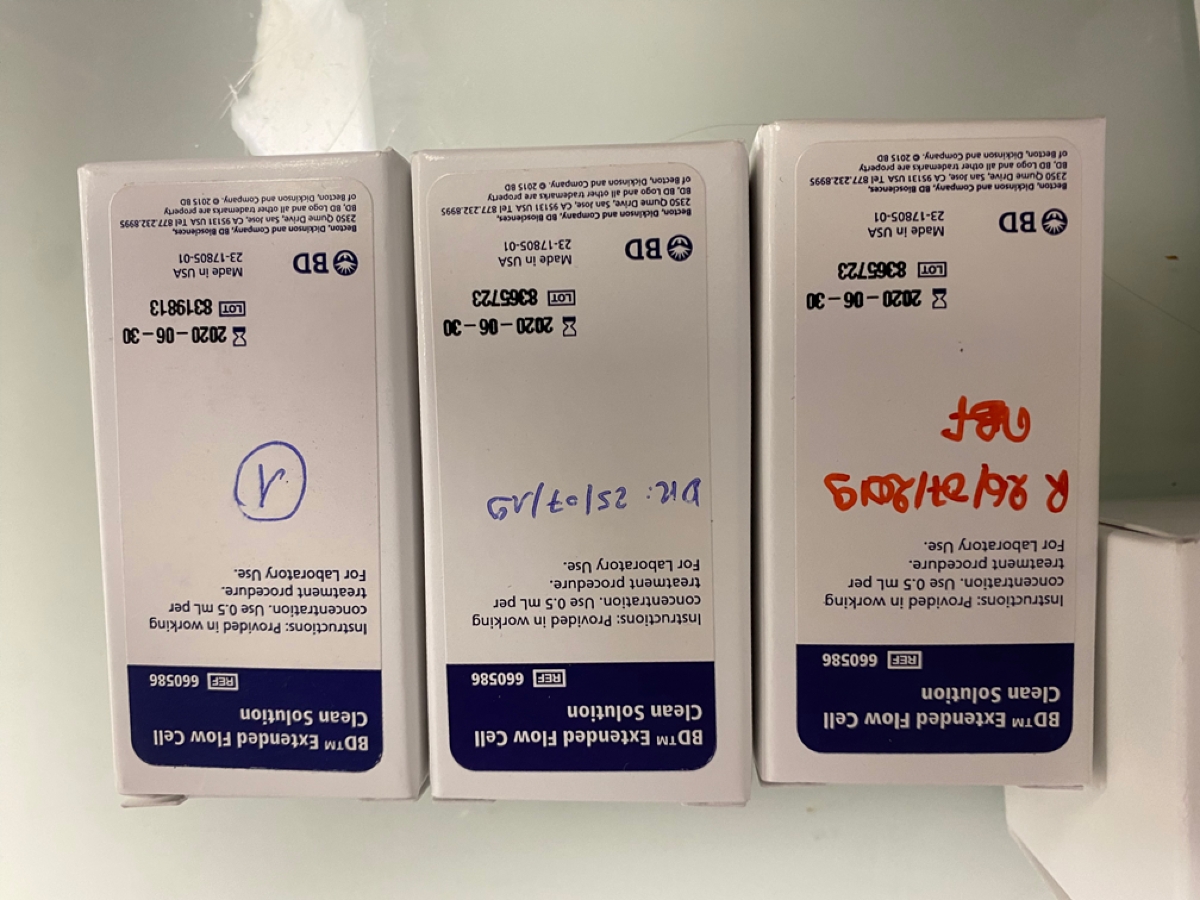 BD™ Extended Flow Cell
Clean Solution
REF 660586
Instructions: Provided in working
concentration. Use 0.5 mL per
treatment procedure.
For Laboratory Use.
R 26/07/2019
2020-06-30
LOT 8365723
BD
Made in USA
23-17805-01
Becton, Dickinson and Company, BD Biosciences,
2350 Qume Drive, San Jose, CA 95131 USA Tel 877.232.8995
BD, BD Logo and all other trademarks are property
of Becton, Dickinson and Company. © 2015 BD
BD™ Extended Flow Cell
Clean Solution
REF 660586
Instructions: Provided in working
concentration. Use 0.5 mL per
treatment procedure.
For Laboratory Use.
DR: 25/07/19
2020-06-30
LOT 8365723
BD
Made in USA
23-17805-01
Becton, Dickinson and Company, BD Biosciences,
2350 Qume Drive, San Jose, CA 95131 USA Tel 877.232.8995
BD, BD Logo and all other trademarks are property
of Becton, Dickinson and Company. © 2015 BD
BD™ Extended Flow Cell
Clean Solution
REF 660586
Instructions: Provided in working
concentration. Use 0.5 mL per
treatment procedure.
For Laboratory Use.
1
2020-06-30
LOT 8319813
BD
Made in USA
23-17805-01
Becton, Dickinson and Company, BD Biosciences,
2350 Qume Drive, San Jose, CA 95131 USA Tel 877.232.8995
BD, BD Logo and all other trademarks are property
of Becton, Dickinson and Company. © 2015 BD